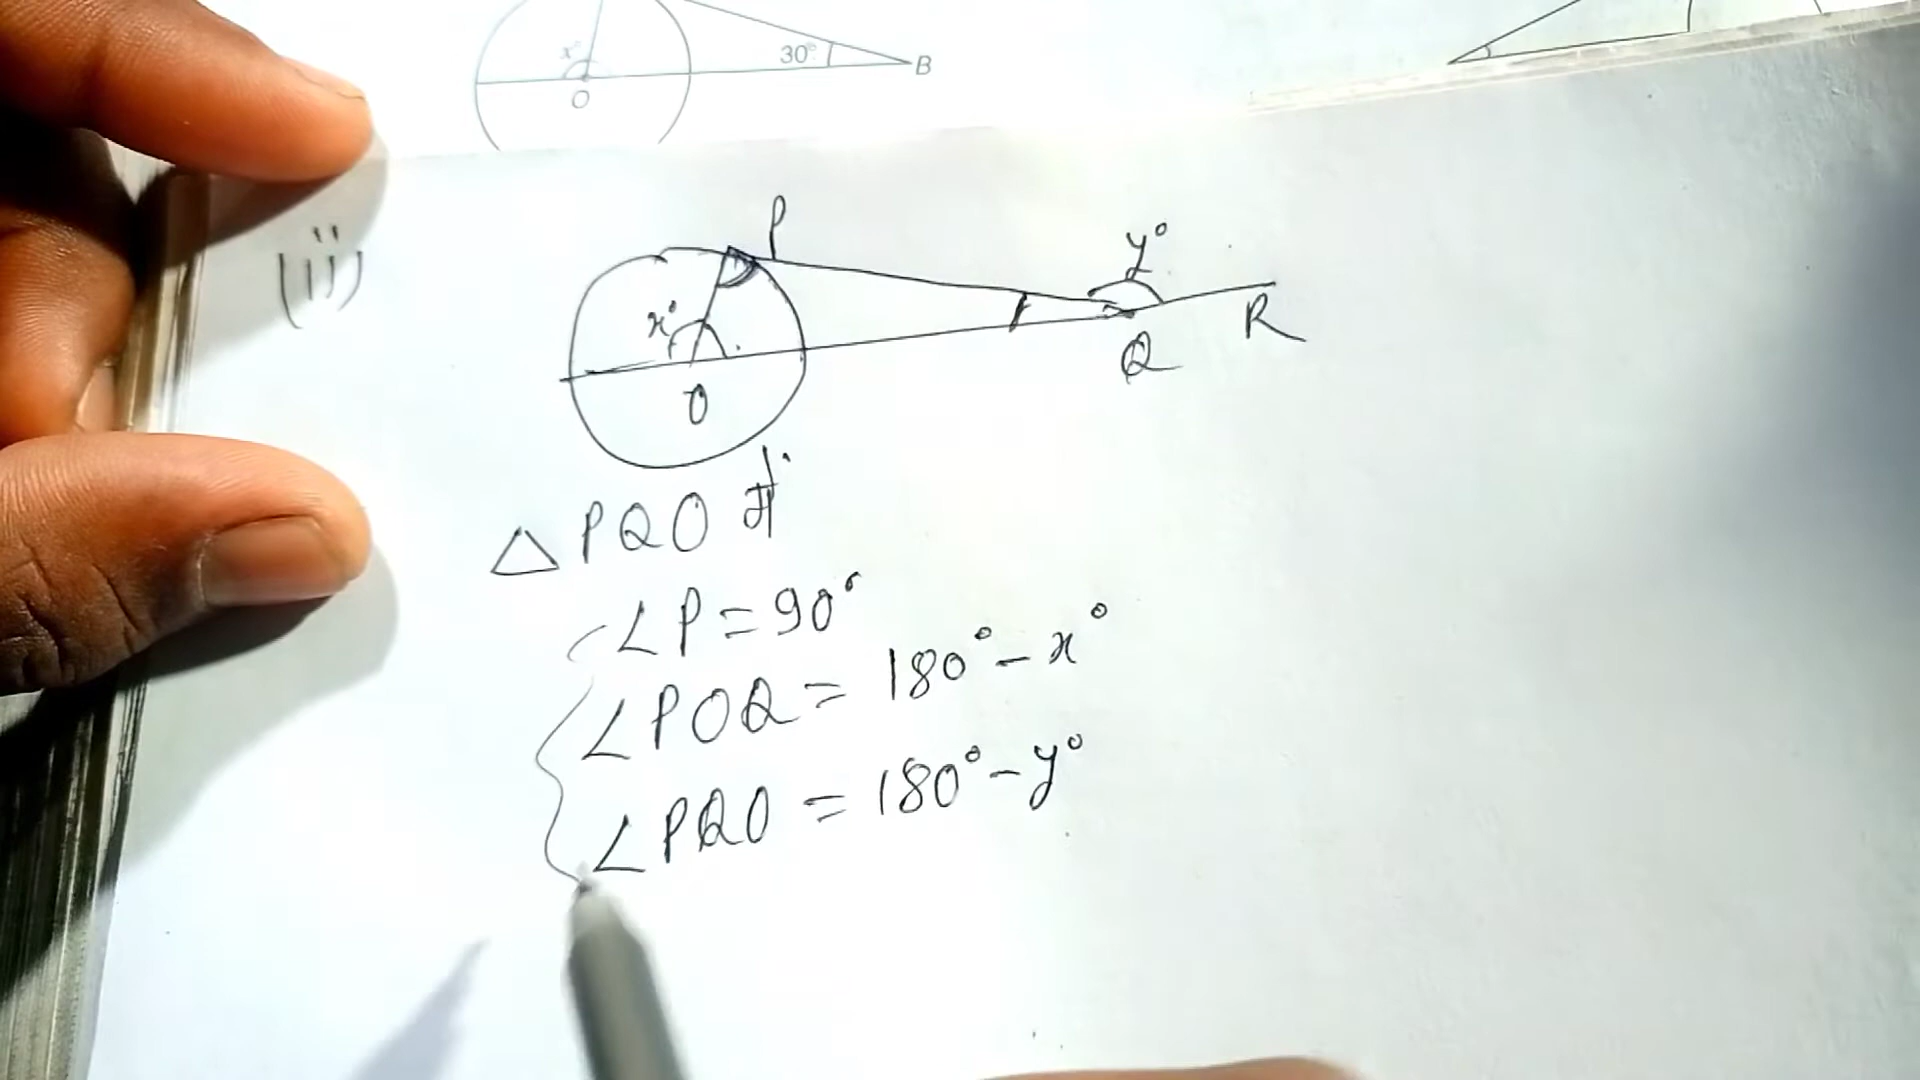 x°
30°
B
O
(ii)
P
y°
x°
Q
R
O
△ PQO में
∠P = 90°
∠POQ = 180° - x°
∠PQO = 180° - y°